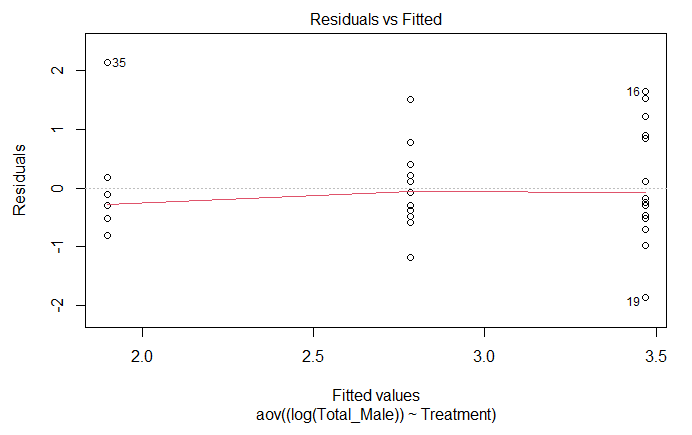 Residuals vs Fitted
Residuals
2
1
0
-1
-2
35
16
19
2.0 2.5 3.0 3.5
Fitted values
aov((log(Total_Male)) ~ Treatment)